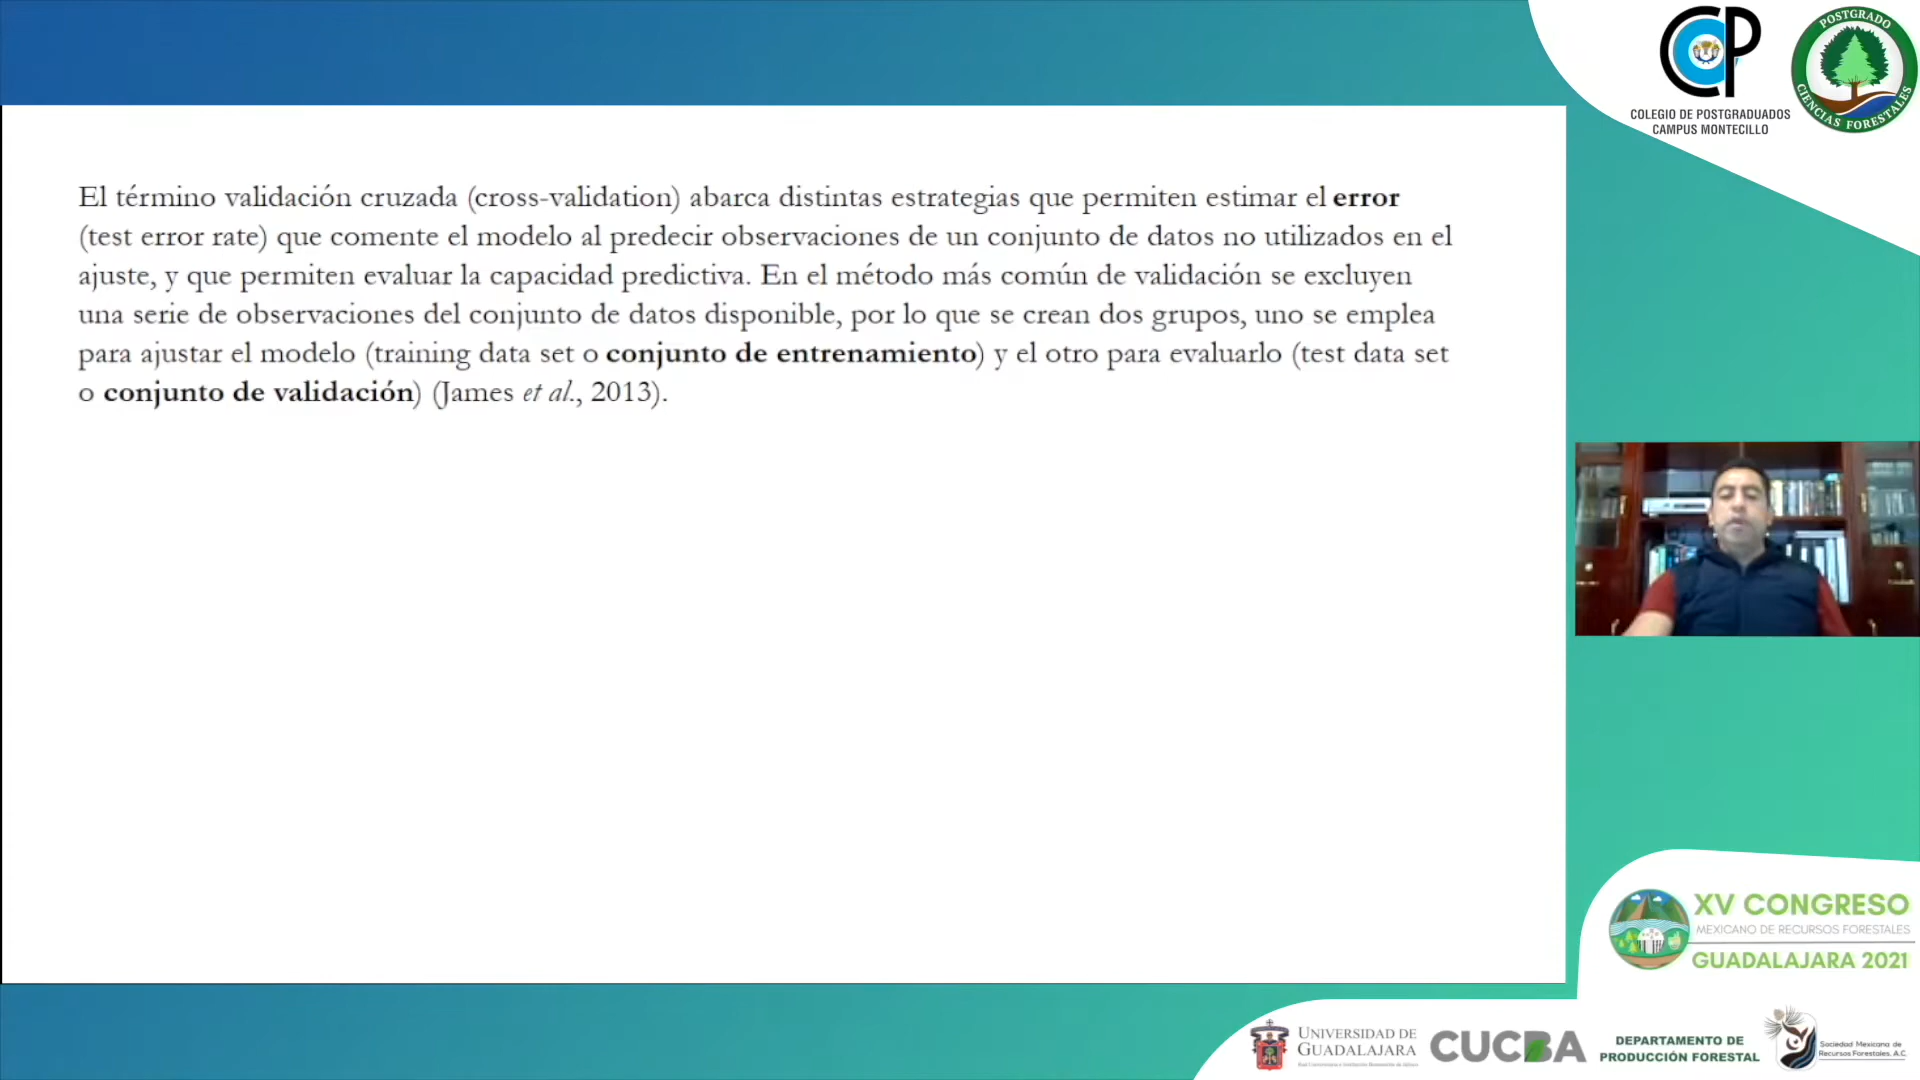 COLEGIO DE POSTGRADUADOS
CAMPUS MONTECILLO
POSTGRADO
CIENCIAS FORESTALES
El término validación cruzada (cross-validation) abarca distintas estrategias que permiten estimar el error
(test error rate) que comente el modelo al predecir observaciones de un conjunto de datos no utilizados en el
ajuste, y que permiten evaluar la capacidad predictiva. En el método más común de validación se excluyen
una serie de observaciones del conjunto de datos disponible, por lo que se crean dos grupos, uno se emplea
para ajustar el modelo (training data set o conjunto de entrenamiento) y el otro para evaluarlo (test data set
o conjunto de validación) (James et al., 2013).
XV CONGRESO
MEXICANO DE RECURSOS FORESTALES
GUADALAJARA 2021
UNIVERSIDAD DE
GUADALAJARA
CUCBA
DEPARTAMENTO DE
PRODUCCIÓN FORESTAL
Sociedad Mexicana de
Recursos Forestales, A.C.